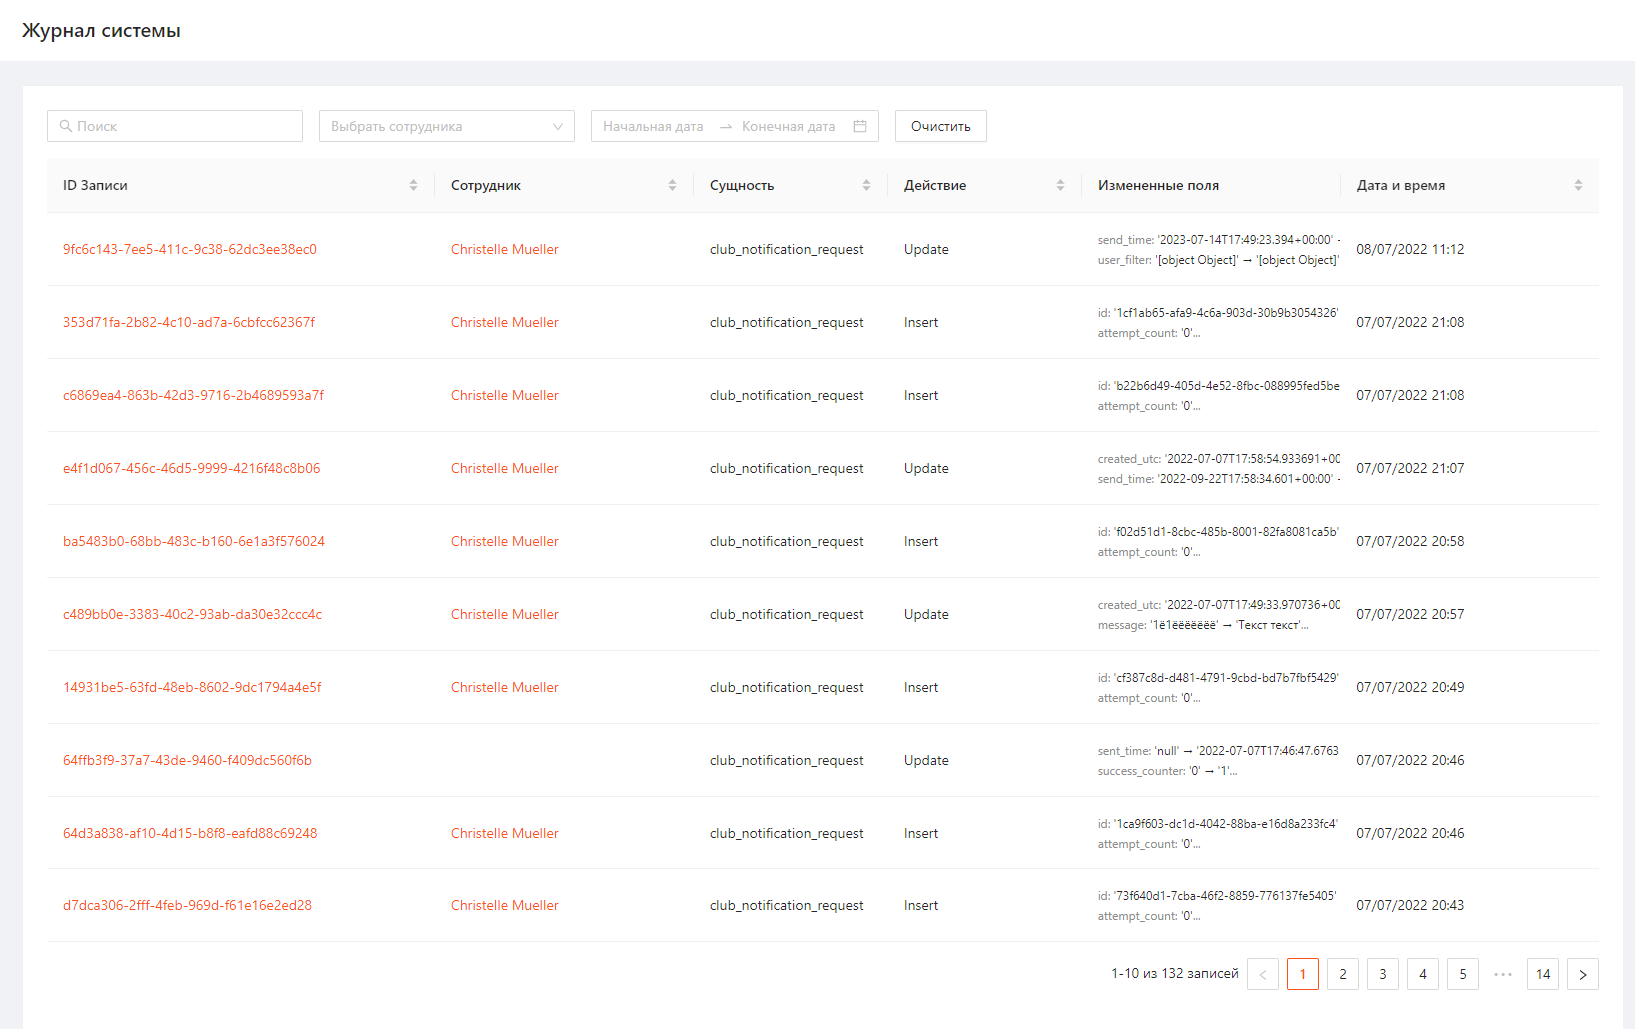 Журнал системы
Поиск Выбрать сотрудника Начальная дата → Конечная дата Очистить
ID Записи Сотрудник Сущность Действие Измененные поля Дата и время
9fc6c143-7ee5-411c-9c38-62dc3ee38ec0 Christelle Mueller club_notification_request Update send_time: '2023-07-14T17:49:23.394+00:00' 08/07/2022 11:12
user_filter: '[object Object]' → '[object Object]'
353d71fa-2b82-4c10-ad7a-6cbfcc62367f Christelle Mueller club_notification_request Insert id: '1cf1ab65-afa9-4c6a-903d-30b9b3054326' 07/07/2022 21:08
attempt_count: '0'...
c6869ea4-863b-42d3-9716-2b4689593a7f Christelle Mueller club_notification_request Insert id: 'b22b6d49-405d-4e52-8fbc-088995fed5be 07/07/2022 21:08
attempt_count: '0'...
e4f1d067-456c-46d5-9999-4216f48c8b06 Christelle Mueller club_notification_request Update created_utc: '2022-07-07T17:58:54.933691+00 07/07/2022 21:07
send_time: '2022-09-22T17:58:34.601+00:00'
ba5483b0-68bb-483c-b160-6e1a3f576024 Christelle Mueller club_notification_request Insert id: 'f02d51d1-8cbc-485b-8001-82fa8081ca5b' 07/07/2022 20:58
attempt_count: '0'...
c489bb0e-3383-40c2-93ab-da30e32ccc4c Christelle Mueller club_notification_request Update created_utc: '2022-07-07T17:49:33.970736+00 07/07/2022 20:57
message: '1ё1ёёёёёёё' → 'Текст текст'...
14931be5-63fd-48eb-8602-9dc1794a4e5f Christelle Mueller club_notification_request Insert id: 'cf387c8d-d481-4791-9cbd-bd7b7fbf5429' 07/07/2022 20:49
attempt_count: '0'...
64ffb3f9-37a7-43de-9460-f409dc560f6b club_notification_request Update sent_time: 'null' → '2022-07-07T17:46:47.6763 07/07/2022 20:46
success_counter: '0' → '1'...
64d3a838-af10-4d15-b8f8-eafd88c69248 Christelle Mueller club_notification_request Insert id: '1ca9f603-dc1d-4042-88ba-e16d8a233fc4' 07/07/2022 20:46
attempt_count: '0'...
d7dca306-2fff-4feb-969d-f61e16e2ed28 Christelle Mueller club_notification_request Insert id: '73f640d1-7cba-46f2-8859-776137fe5405' 07/07/2022 20:43
attempt_count: '0'...
1-10 из 132 записей < 1 2 3 4 5 ••• 14 >